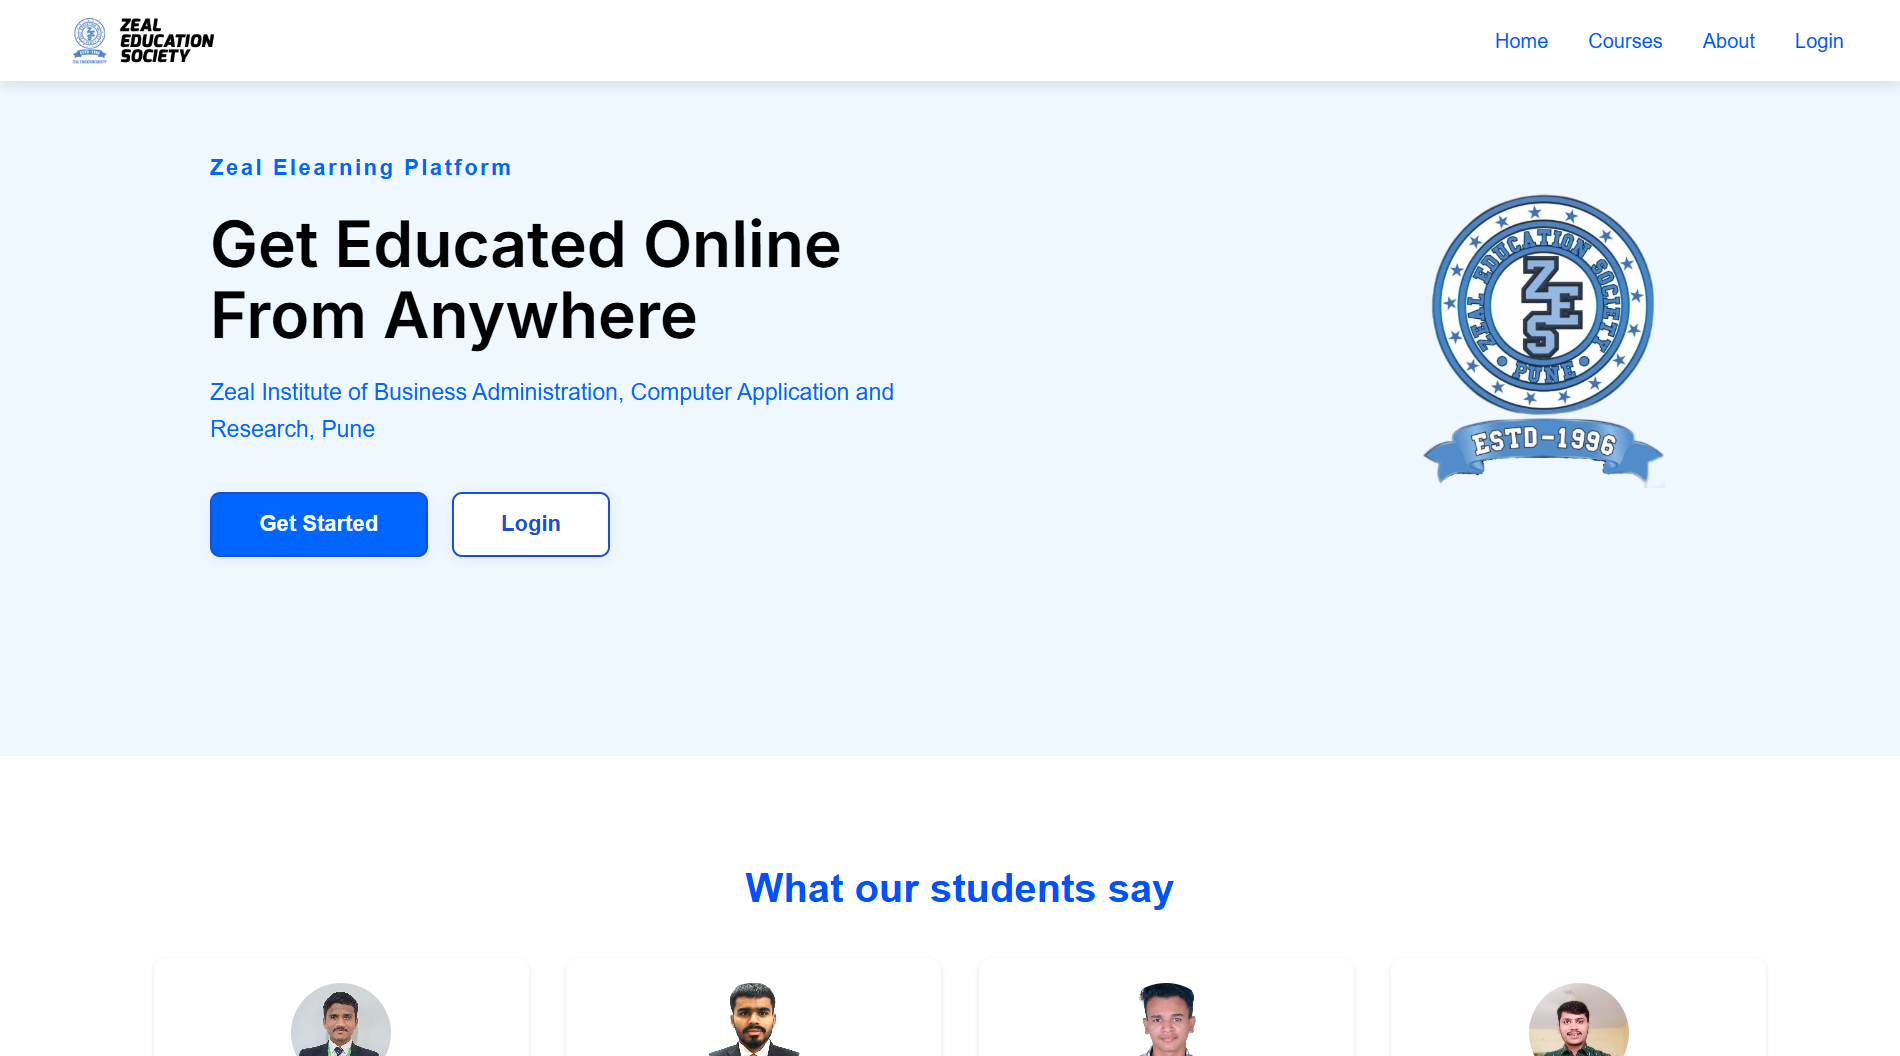 ZEAL
EDUCATION
SOCIETY
Home
Courses
About
Login
Zeal Elearning Platform
Get Educated Online
From Anywhere
Zeal Institute of Business Administration, Computer Application and
Research, Pune
Get Started
Login
ZEAL EDUCATION SOCIETY
ZES
PUNE
ESTD-1996
What our students say